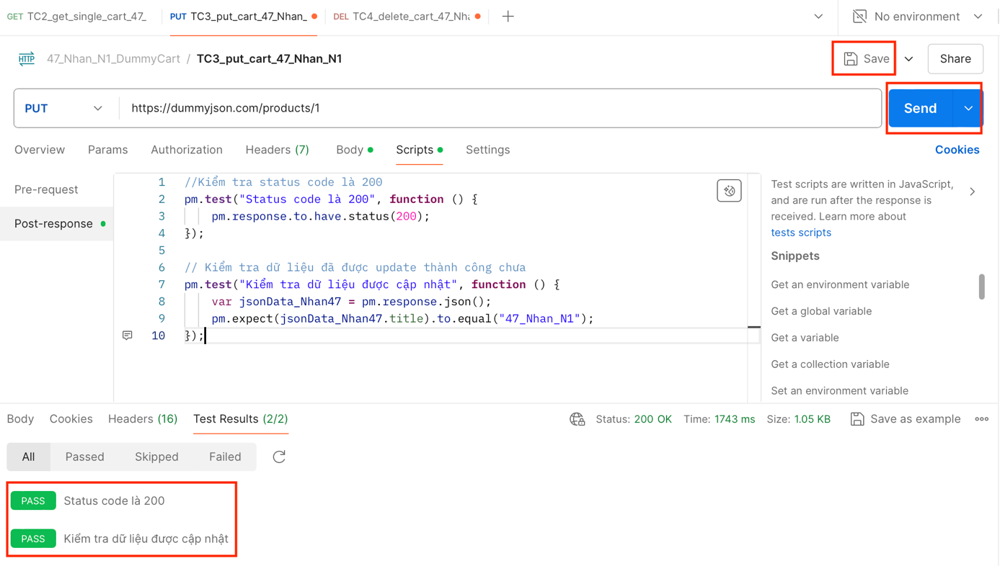 GET TC2_get_single_cart_47_
PUT TC3_put_cart_47_Nhan_
DEL TC4_delete_cart_47_Nha
No environment
HTTP
47_Nhan_N1_DummyCart / TC3_put_cart_47_Nhan_N1
Save
Share
PUT
https://dummyjson.com/products/1
Send
Overview
Params
Authorization
Headers (7)
Body
Scripts
Settings
Cookies
Pre-request
Post-response
1 //Kiểm tra status code là 200
2 pm.test("Status code là 200", function () {
3 pm.response.to.have.status(200);
4 });
5
6 // Kiểm tra dữ liệu đã được update thành công chưa
7 pm.test("Kiểm tra dữ liệu được cập nhật", function () {
8 var jsonData_Nhan47 = pm.response.json();
9 pm.expect(jsonData_Nhan47.title).to.equal("47_Nhan_N1");
10 });
Test scripts are written in JavaScript,
and are run after the response is
received. Learn more about
tests scripts
Snippets
Get an environment variable
Get a global variable
Get a variable
Get a collection variable
Set an environment variable
Body
Cookies
Headers (16)
Test Results (2/2)
Status: 200 OK
Time: 1743 ms
Size: 1.05 KB
Save as example
All
Passed
Skipped
Failed
PASS Status code là 200
PASS Kiểm tra dữ liệu được cập nhật